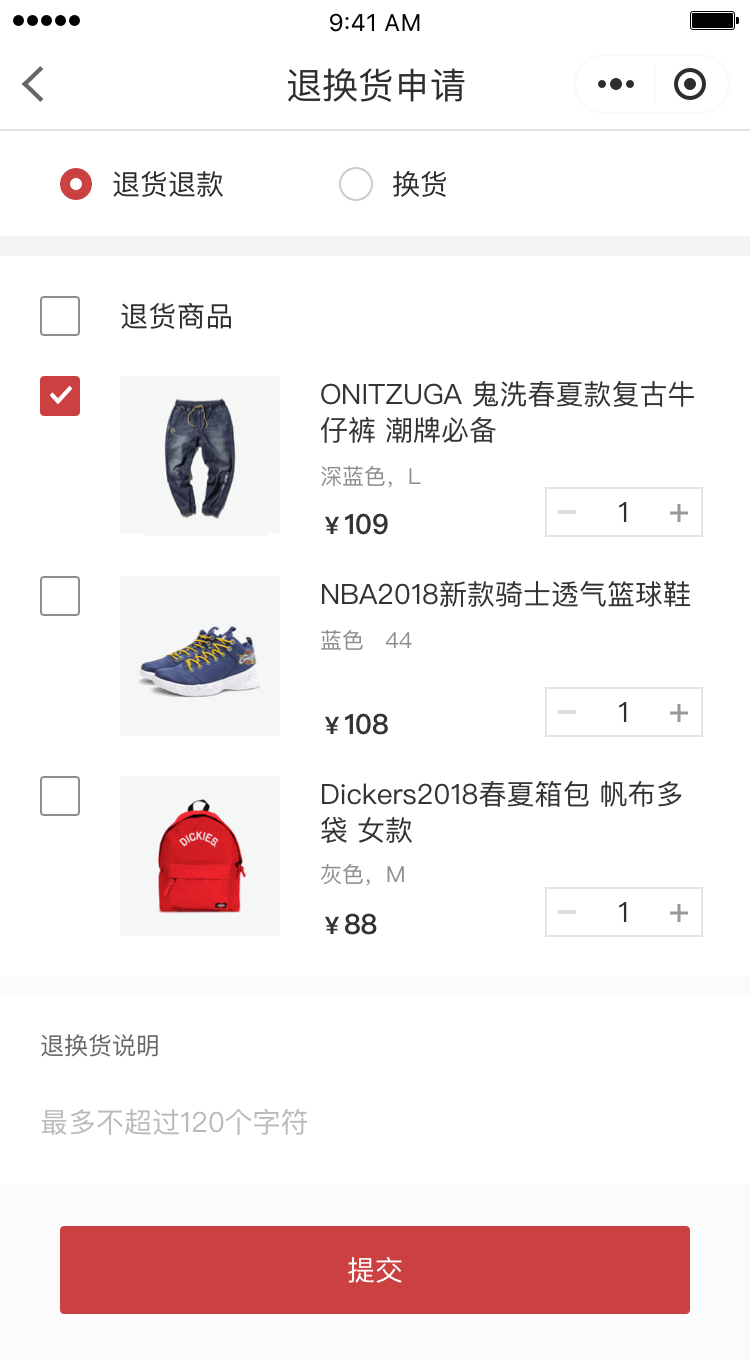 9:41 AM
退换货申请
退货退款
换货
退货商品
ONITZUGA 鬼洗春夏款复古牛
仔裤 潮牌必备
深蓝色，L
¥109
1
NBA2018新款骑士透气篮球鞋
蓝色 44
¥108
1
DICKIES
Dickers2018春夏箱包 帆布多
袋 女款
灰色，M
¥88
1
退换货说明
最多不超过120个字符
提交